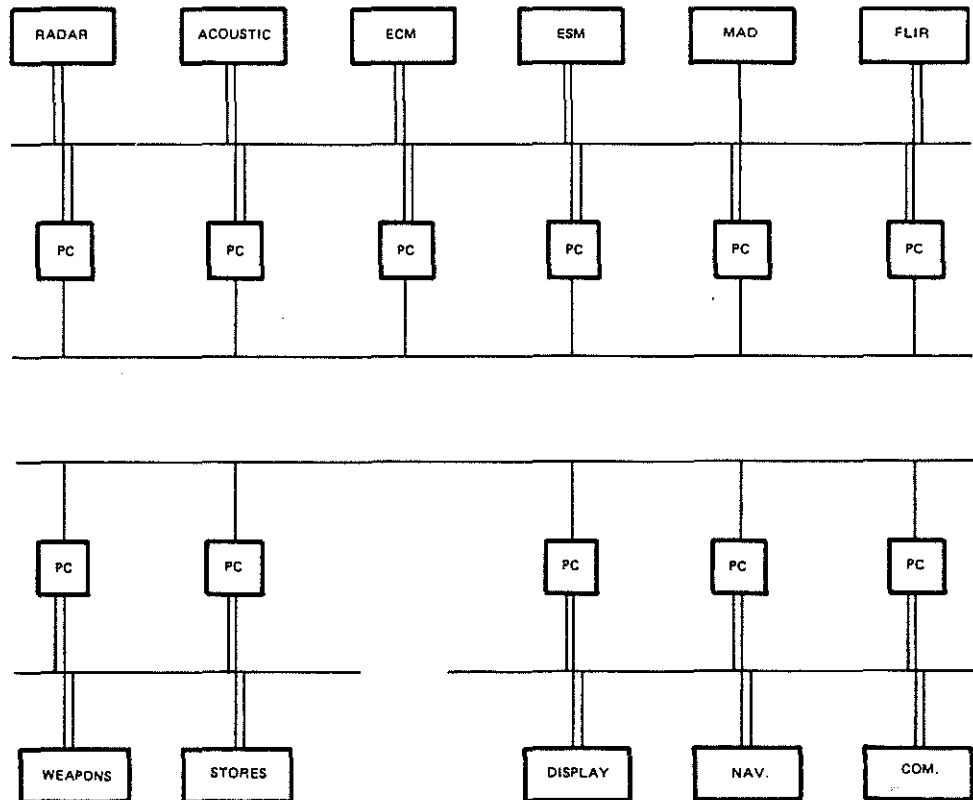 RADAR
ACOUSTIC
ECM
ESM
MAD
FLIR
PC
PC
PC
PC
PC
PC
PC
PC
PC
PC
PC
WEAPONS
STORES
DISPLAY
NAV.
COM.